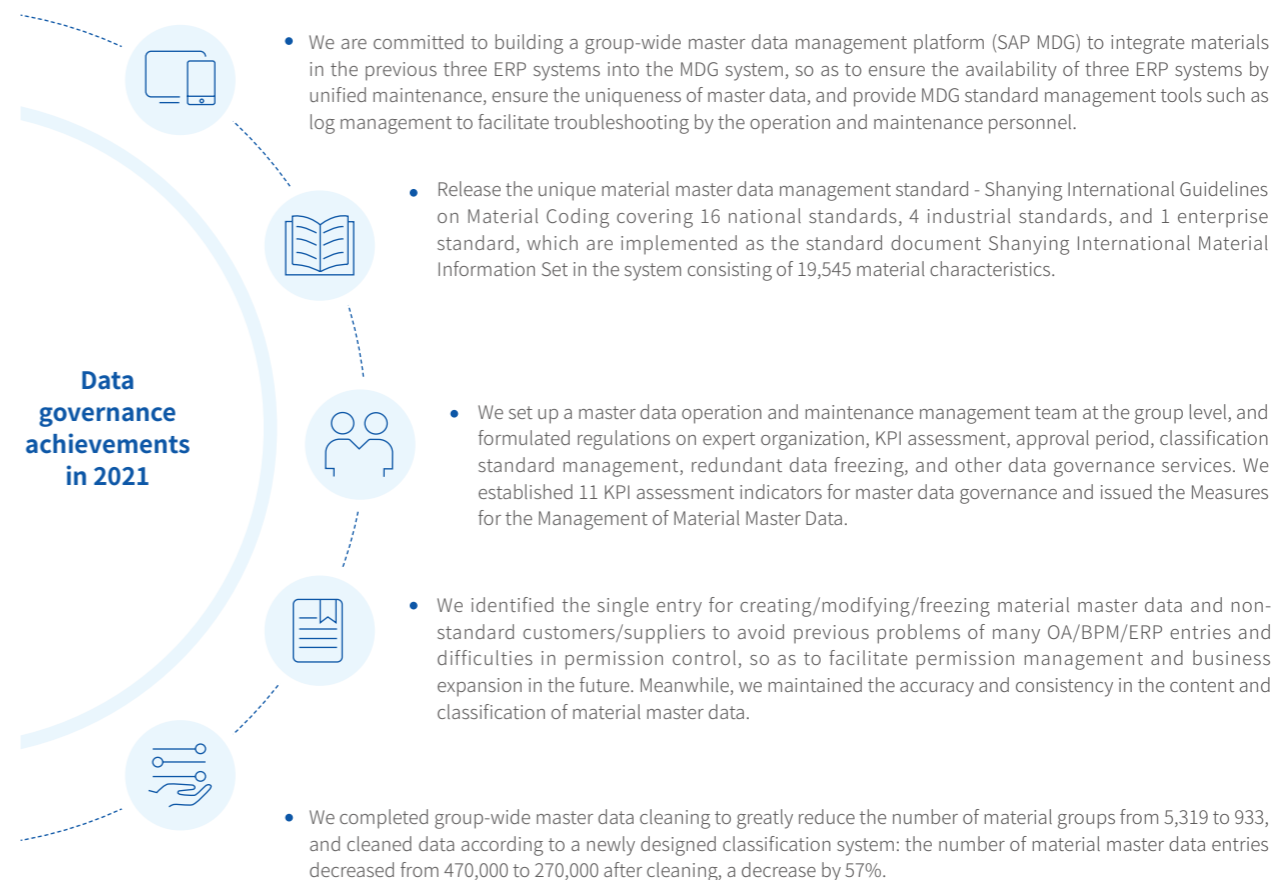 • We are committed to building a group-wide master data management platform (SAP MDG) to integrate materials
in the previous three ERP systems into the MDG system, so as to ensure the availability of three ERP systems by
unified maintenance, ensure the uniqueness of master data, and provide MDG standard management tools such as
log management to facilitate troubleshooting by the operation and maintenance personnel.
• Release the unique material master data management standard - Shanying International Guidelines
on Material Coding covering 16 national standards, 4 industrial standards, and 1 enterprise
standard, which are implemented as the standard document Shanying International Material
Information Set in the system consisting of 19,545 material characteristics.
Data
governance
achievements
in 2021
• We set up a master data operation and maintenance management team at the group level, and
formulated regulations on expert organization, KPI assessment, approval period, classification
standard management, redundant data freezing, and other data governance services. We
established 11 KPI assessment indicators for master data governance and issued the Measures
for the Management of Material Master Data.
• We identified the single entry for creating/modifying/freezing material master data and non-
standard customers/suppliers to avoid previous problems of many OA/BPM/ERP entries and
difficulties in permission control, so as to facilitate permission management and business
expansion in the future. Meanwhile, we maintained the accuracy and consistency in the content and
classification of material master data.
• We completed group-wide master data cleaning to greatly reduce the number of material groups from 5,319 to 933,
and cleaned data according to a newly designed classification system: the number of material master data entries
decreased from 470,000 to 270,000 after cleaning, a decrease by 57%.